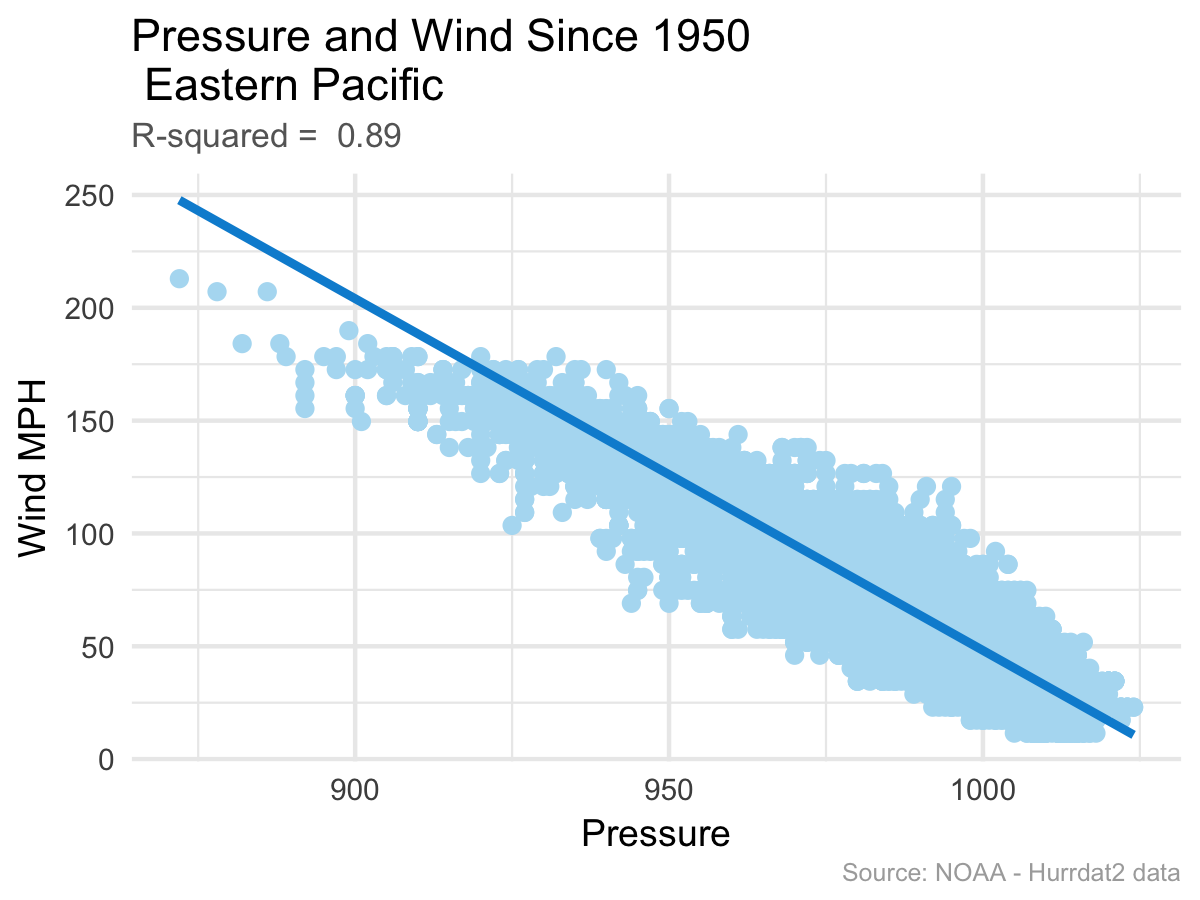 Pressure and Wind Since 1950
Eastern Pacific
R-squared =  0.89
250
200
150
100
50
0
Wind MPH
900
950
1000
Pressure
Source: NOAA - Hurrdat2 data